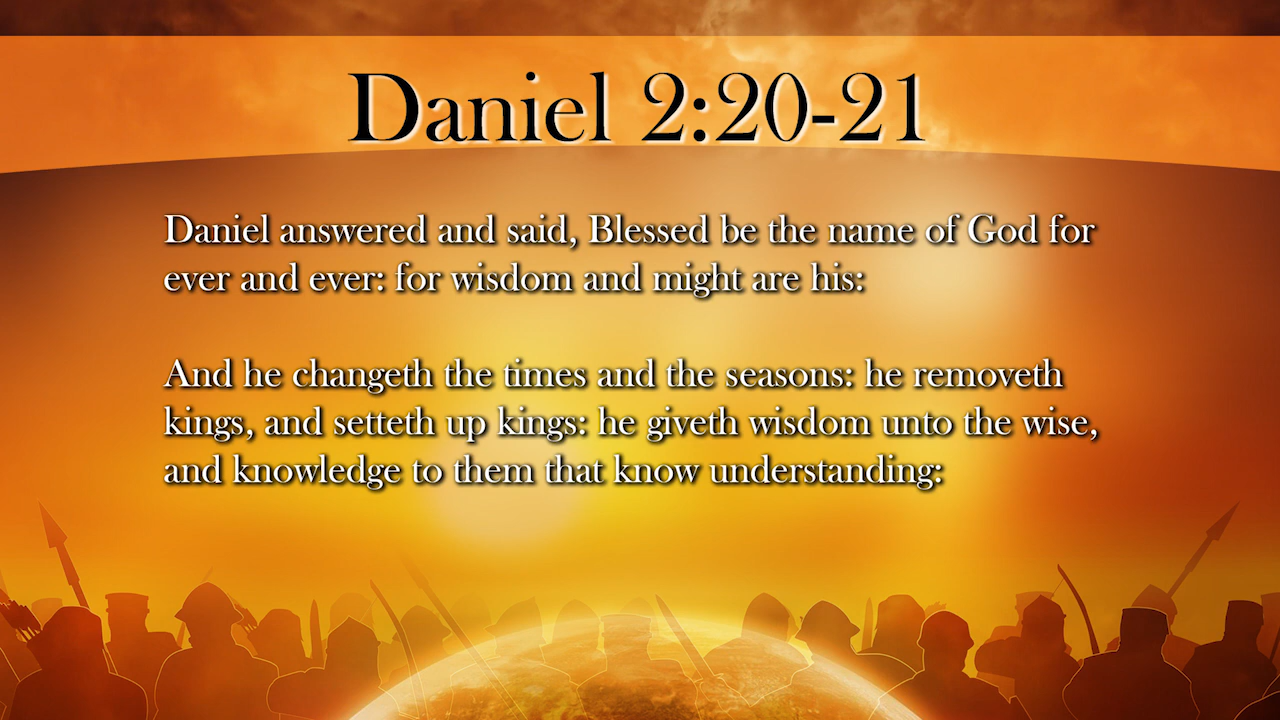 Daniel 2:20-21
Daniel answered and said, Blessed be the name of God for
ever and ever: for wisdom and might are his:
And he changeth the times and the seasons: he removeth
kings, and setteth up kings: he giveth wisdom unto the wise,
and knowledge to them that know understanding: